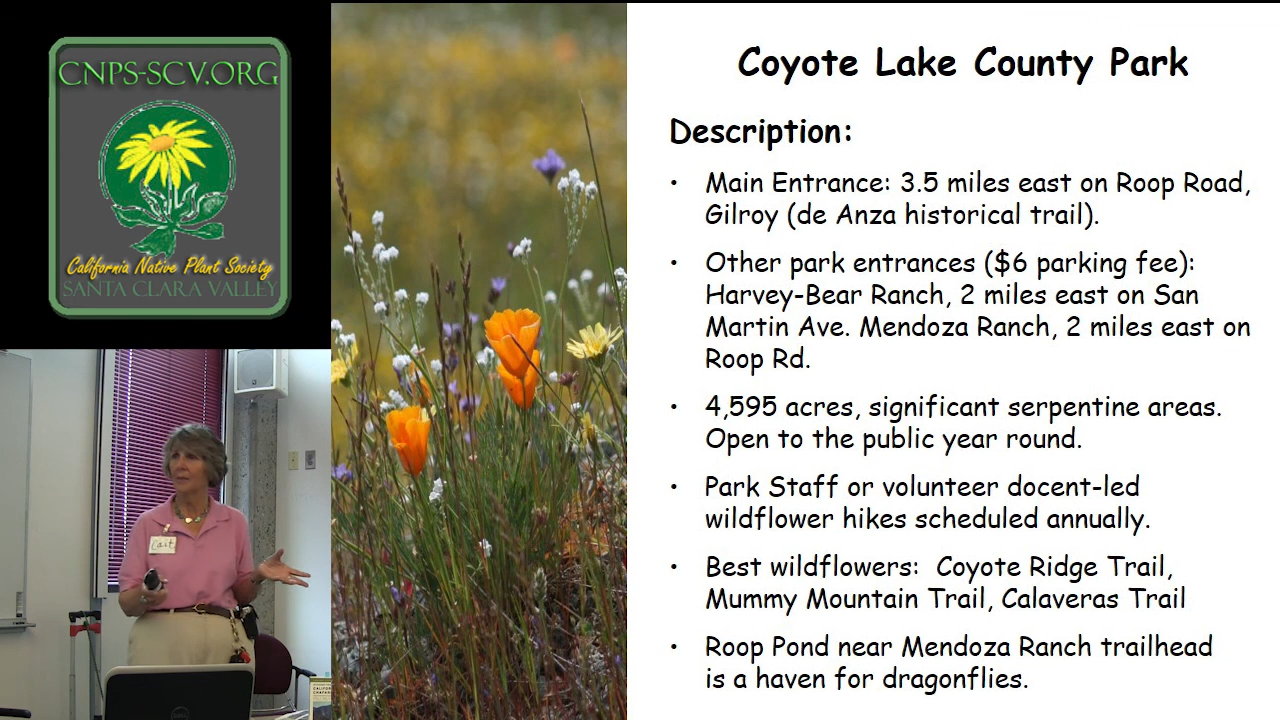 CNPS-SCV.ORG
California Native Plant Society
SANTA CLARA VALLEY
Cait
DELL
Coyote Lake County Park
Description:
• Main Entrance: 3.5 miles east on Roop Road,
Gilroy (de Anza historical trail).
• Other park entrances ($6 parking fee):
Harvey-Bear Ranch, 2 miles east on San
Martin Ave. Mendoza Ranch, 2 miles east on
Roop Rd.
• 4,595 acres, significant serpentine areas.
Open to the public year round.
• Park Staff or volunteer docent-led
wildflower hikes scheduled annually.
• Best wildflowers:  Coyote Ridge Trail,
Mummy Mountain Trail, Calaveras Trail
• Roop Pond near Mendoza Ranch trailhead
is a haven for dragonflies.